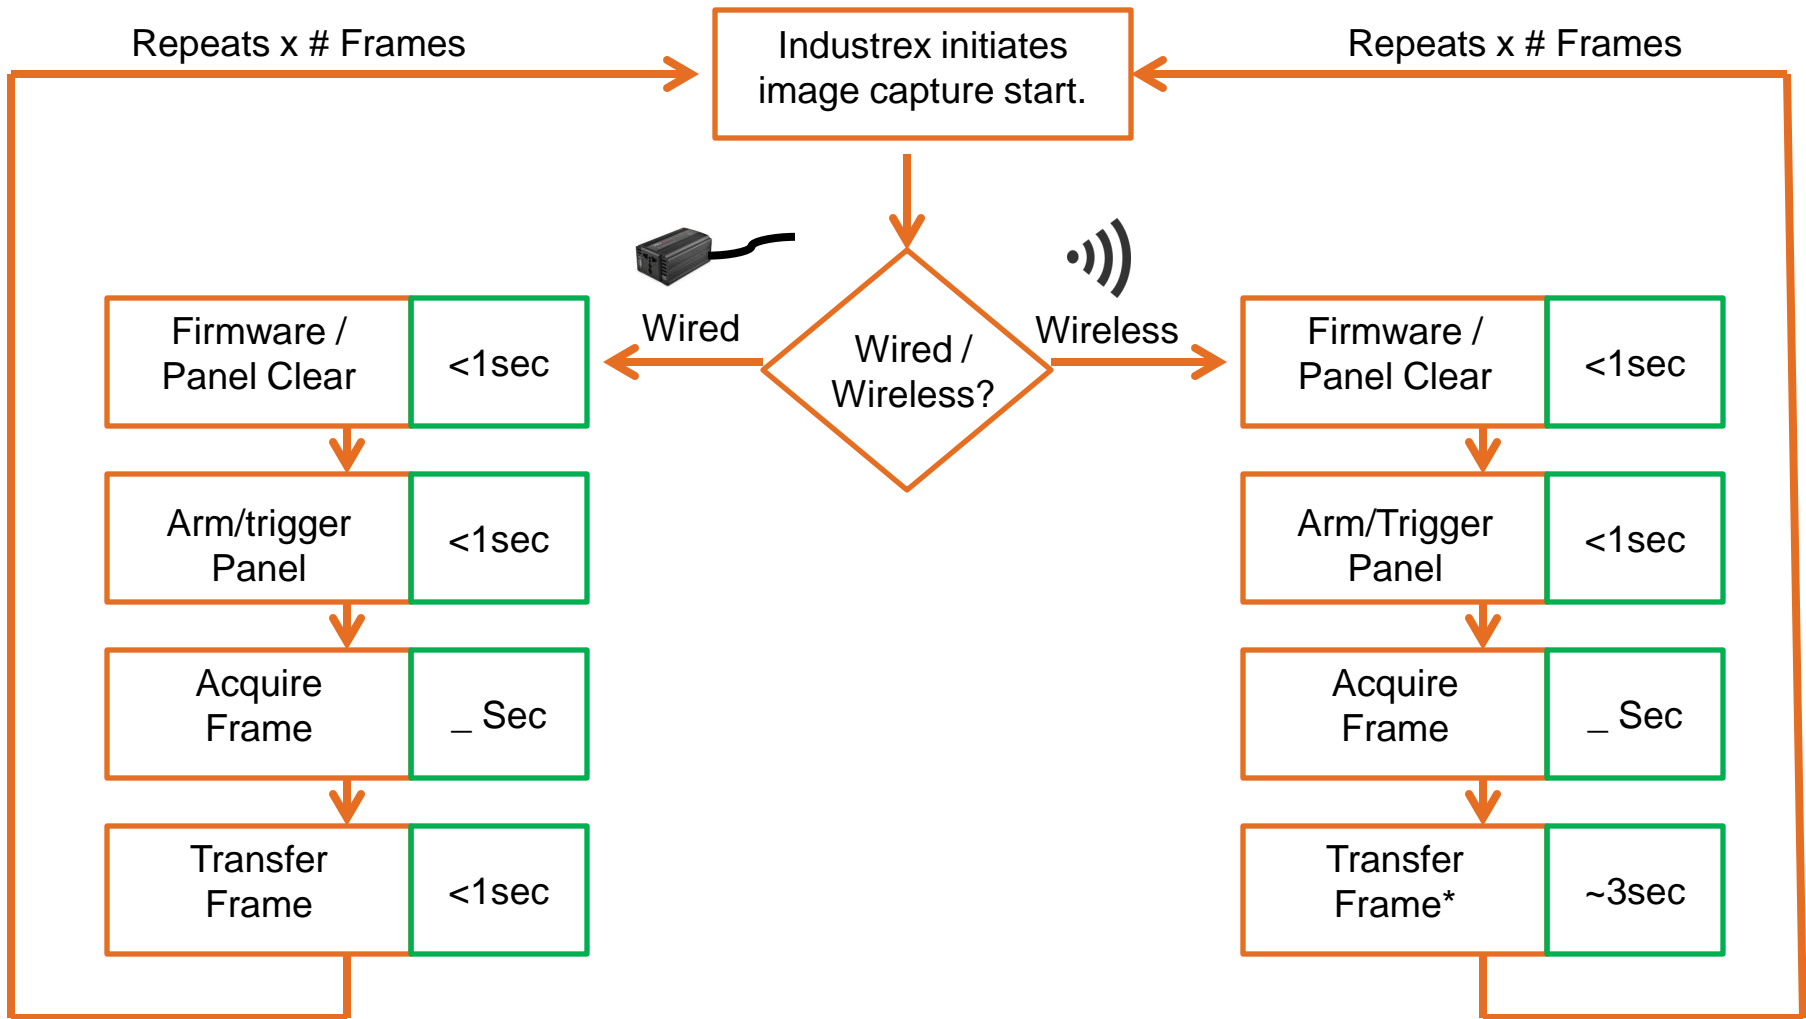 Repeats x # Frames
Industrex initiates
image capture start.
Repeats x # Frames
Wired
Wired /
Wireless?
Wireless
Firmware /
Panel Clear
<1sec
Arm/trigger
Panel
<1sec
Acquire
Frame
_ Sec
Transfer
Frame
<1sec
Firmware /
Panel Clear
<1sec
Arm/Trigger
Panel
<1sec
Acquire
Frame
_ Sec
Transfer
Frame*
~3sec